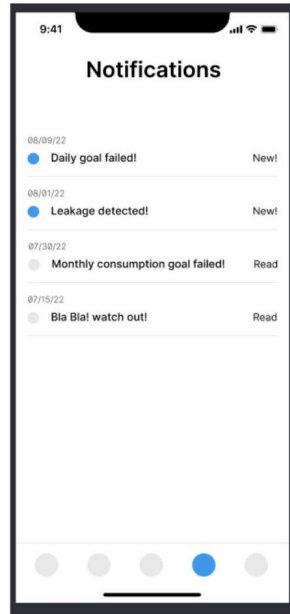 9:41
Notifications
08/09/22
Daily goal failed! New!
08/01/22
Leakage detected! New!
07/30/22
Monthly consumption goal failed! Read
07/15/22
Bla Bla! watch out! Read